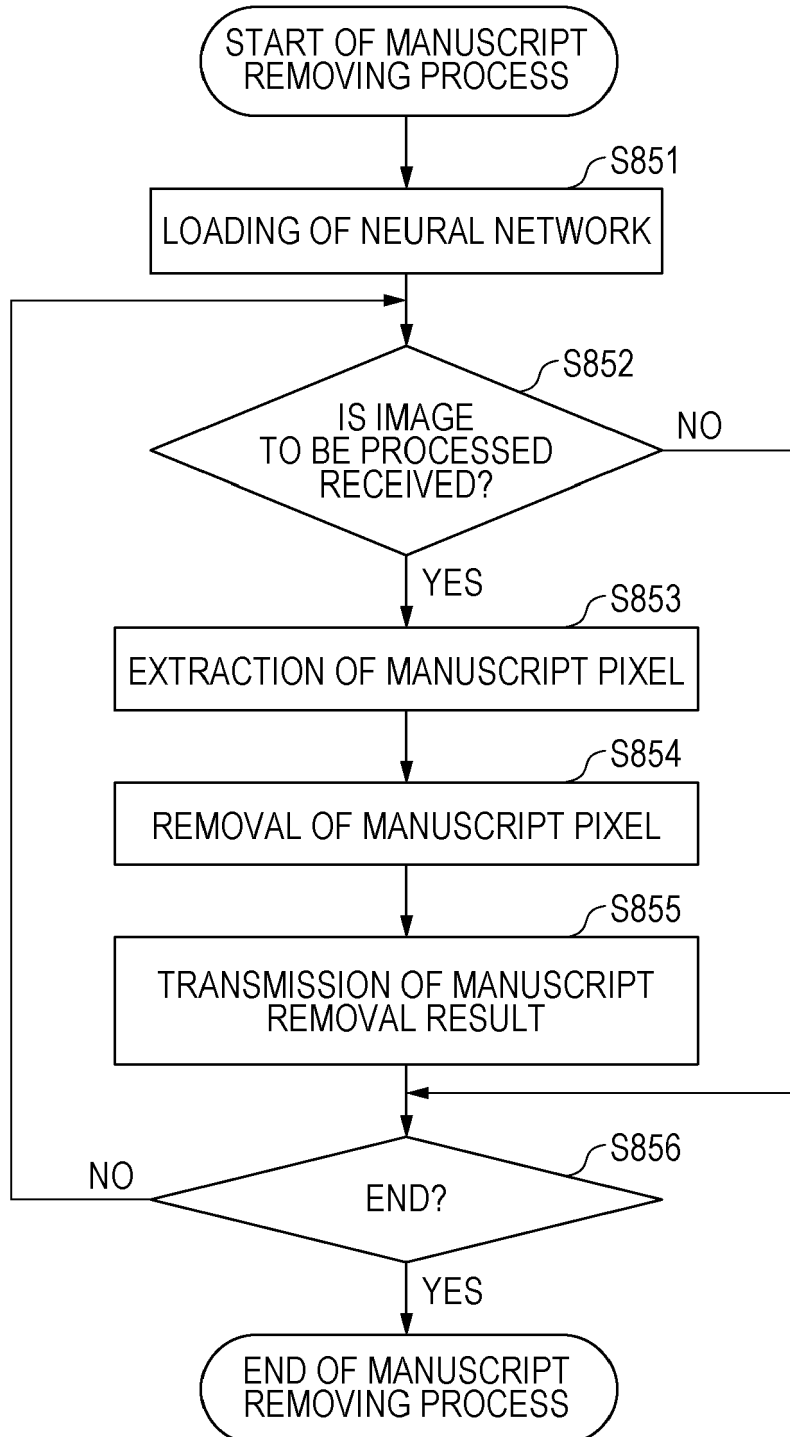 START OF MANUSCRIPT
REMOVING PROCESS
S851
LOADING OF NEURAL NETWORK
S852
IS IMAGE
TO BE PROCESSED
RECEIVED?
NO
YES
S853
EXTRACTION OF MANUSCRIPT PIXEL
S854
REMOVAL OF MANUSCRIPT PIXEL
S855
TRANSMISSION OF MANUSCRIPT
REMOVAL RESULT
S856
NO
END?
YES
END OF MANUSCRIPT
REMOVING PROCESS